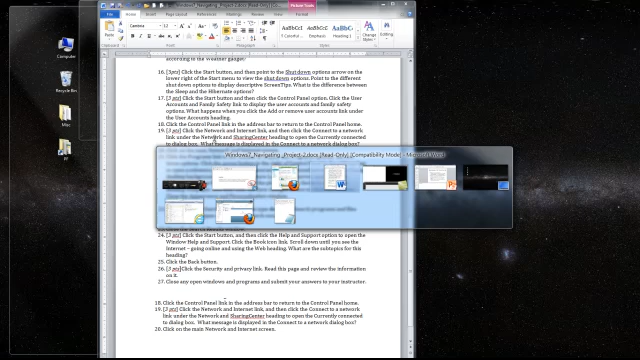 Windows7_Navigating _Project-2.docx [Read-Only] [Com
Picture Tools
File
Home
Insert
Page Layout
References
Mailings
Review
View
Format
Cambria
12
AaBbCcI
AaBbCcI
AaBbC
Colorful...
Emphasis
Heading 1
Change
Styles
Editing
Clipboard
Font
Paragraph
Styles
Computer
Recycle Bin
according to the Weather gadget?
16. [3pts] Click the Start button, and then point to the Shut down options arrow on the
lower right of the Start menu to view the shut down options. Point to the different
shut down options to display descriptive ScreenTips. What is the difference between
the Sleep and the Hibernate options?
17. [3 pts] Click the Start button and then click the Control Panel option. Click the User
Accounts and Family Safety link to display the user accounts and family safety
options. What happens when you click the Add or remove user accounts link under
the User Accounts heading?
18. Click the Control Panel link in the address bar to return to the Control Panel home.
19. [3 pts] Click the Network and Internet link, and then click the Connect to a network
link under the Network and SharingCenter heading to open the Currently connected
to dialog box. What message is displayed in the Connect to a network dialog box?
Windows7_Navigating _Project-2.docx [Read-Only] [Compatibility Mode] - Microsoft Word
24. [3 pts] Click the Start button, and then click the Help and Support option to open the
Window Help and Support. Click the Book icon link. Scroll down until you see the
Internet – going online and using the Web heading. What are the subtopics for this
heading?
25. Click the Back button.
26. [3 pts]Click the Security and privacy link. Read this page and review the information
on it.
27. Close any open windows and programs and submit your answers to your instructor.
18. Click the Control Panel link in the address bar to return to the Control Panel home.
19. [3 pts] Click the Network and Internet link, and then click the Connect to a network
link under the Network and SharingCenter heading to open the Currently connected
to dialog box. What message is displayed in the Connect to a network dialog box?
20. Click on the main Network and Internet screen.